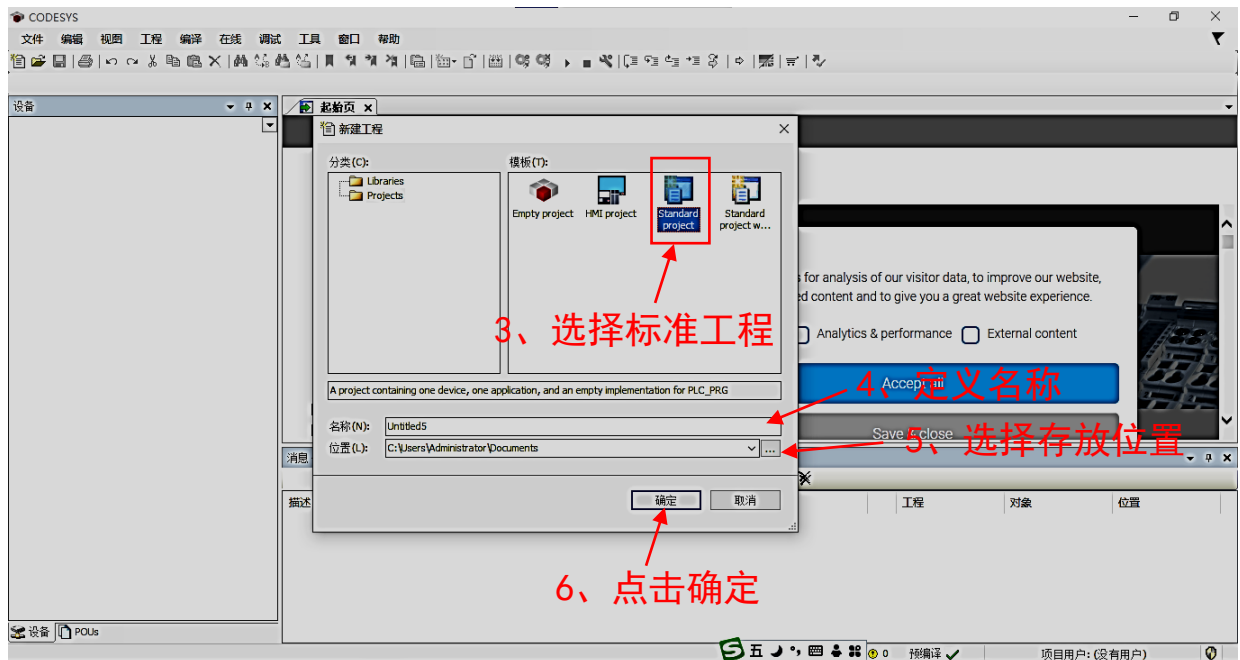 CODESYS
文件 编辑 视图 工程 编译 在线 调试 工具 窗口 帮助
设备
起始页
新建工程
分类(C):
模板(T):
Libraries
Projects
Empty project
HMI project
Standard project
Standard project w...
3、选择标准工程
A project containing one device, one application, and an empty implementation for PLC_PRG
名称(N): Untitled5
位置(L): C:\Users\Administrator\Documents
...
确定 取消
s for analysis of our visitor data, to improve our website,
ed content and to give you a great website experience.
Analytics & performance External content
Accept all
4、定义名称
Save & close
5、选择存放位置
消息
描述 工程 对象 位置
6、点击确定
设备 POUs
五
0 预编译 项目用户: (没有用户)